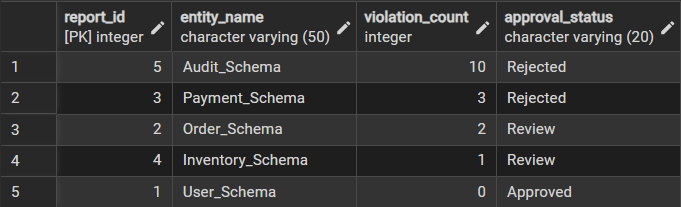 report_id entity_name violation_count approval_status
[PK] integer character varying (50) integer character varying (20)
1 5 Audit_Schema 10 Rejected
2 3 Payment_Schema 3 Rejected
3 2 Order_Schema 2 Review
4 4 Inventory_Schema 1 Review
5 1 User_Schema 0 Approved